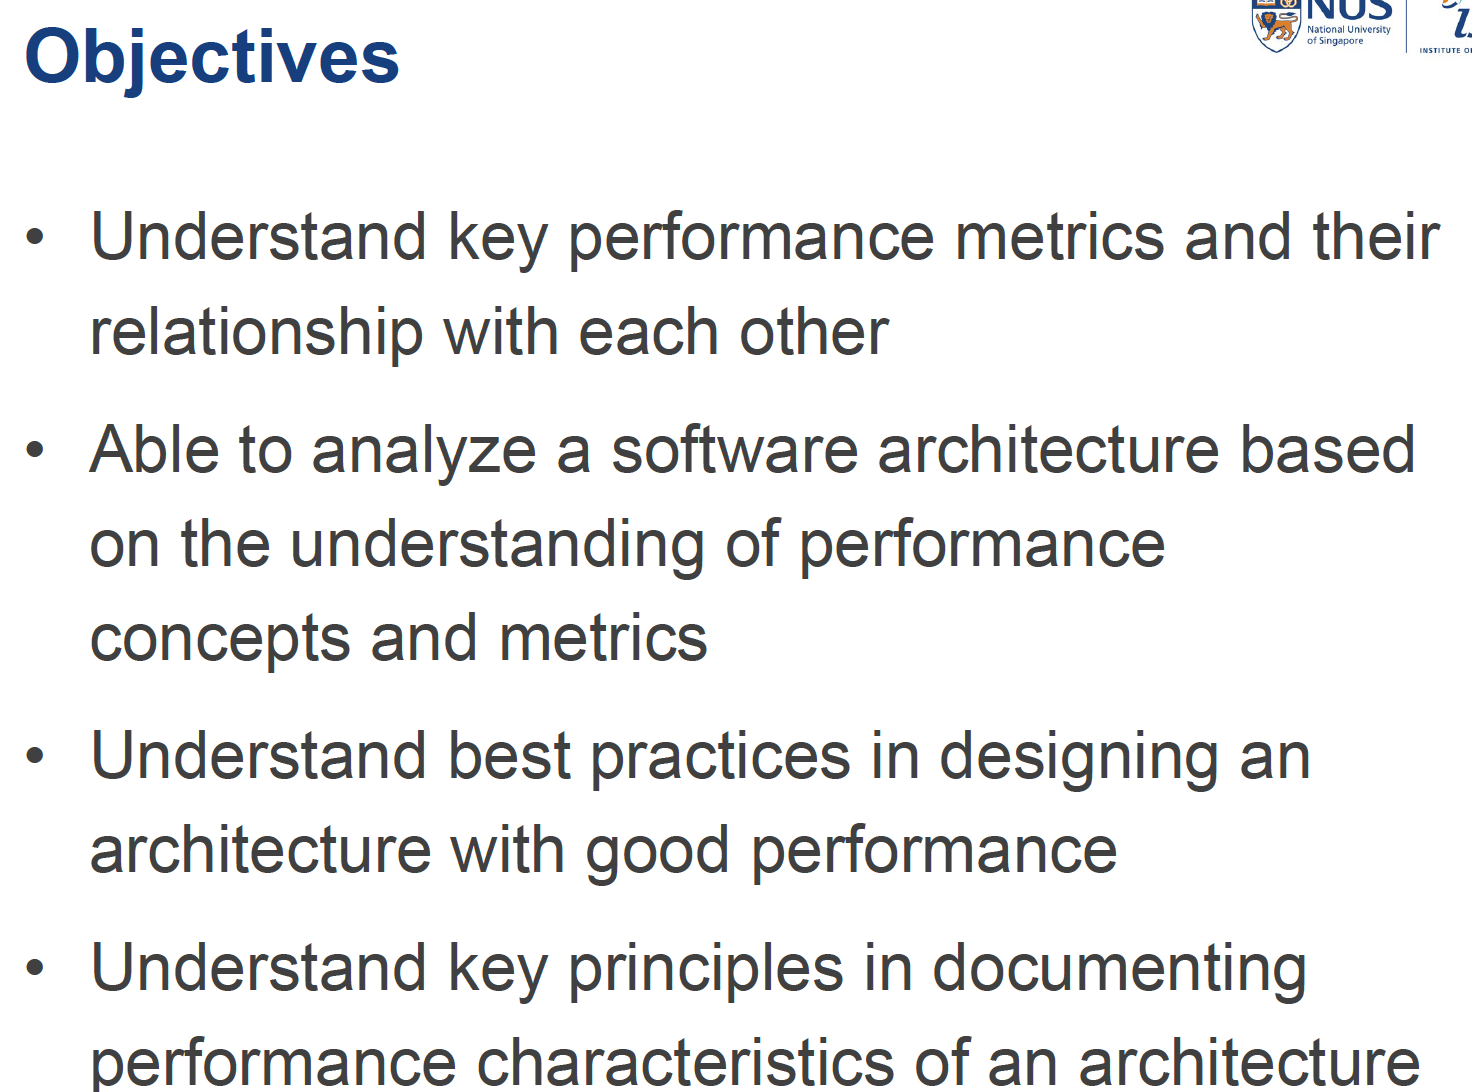 Objectives
NUS
National University
of Singapore
INSTITUTE
• Understand key performance metrics and their
relationship with each other
• Able to analyze a software architecture based
on the understanding of performance
concepts and metrics
• Understand best practices in designing an
architecture with good performance
• Understand key principles in documenting
performance characteristics of an architecture